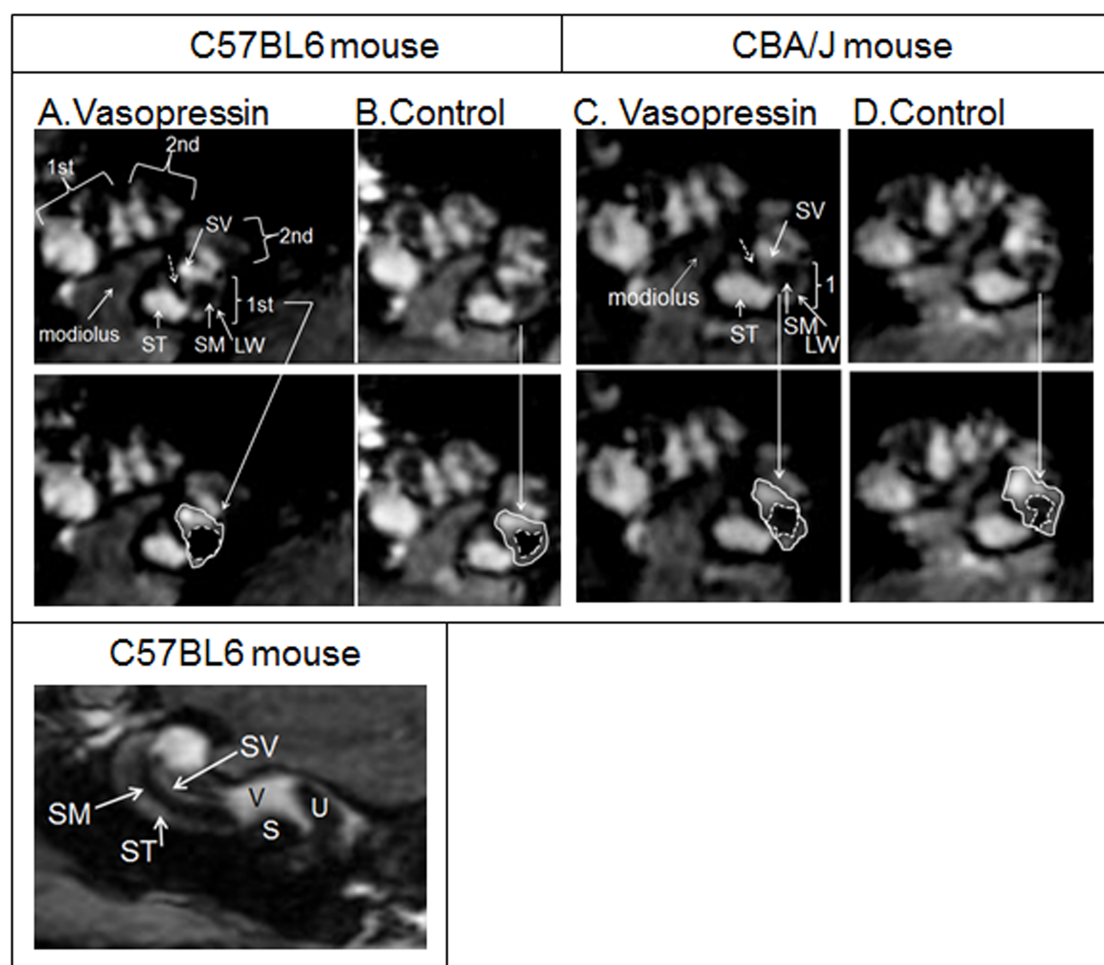 C57BL6 mouse
CBA/J mouse
A.Vasopressin
B.Control
C. Vasopressin
D.Control
1st
2nd
SV
2nd
1st
modiolus
ST
SM
LW
SV
1
modiolus
ST
SM
LW
C57BL6 mouse
SV
V
U
S
SM
ST